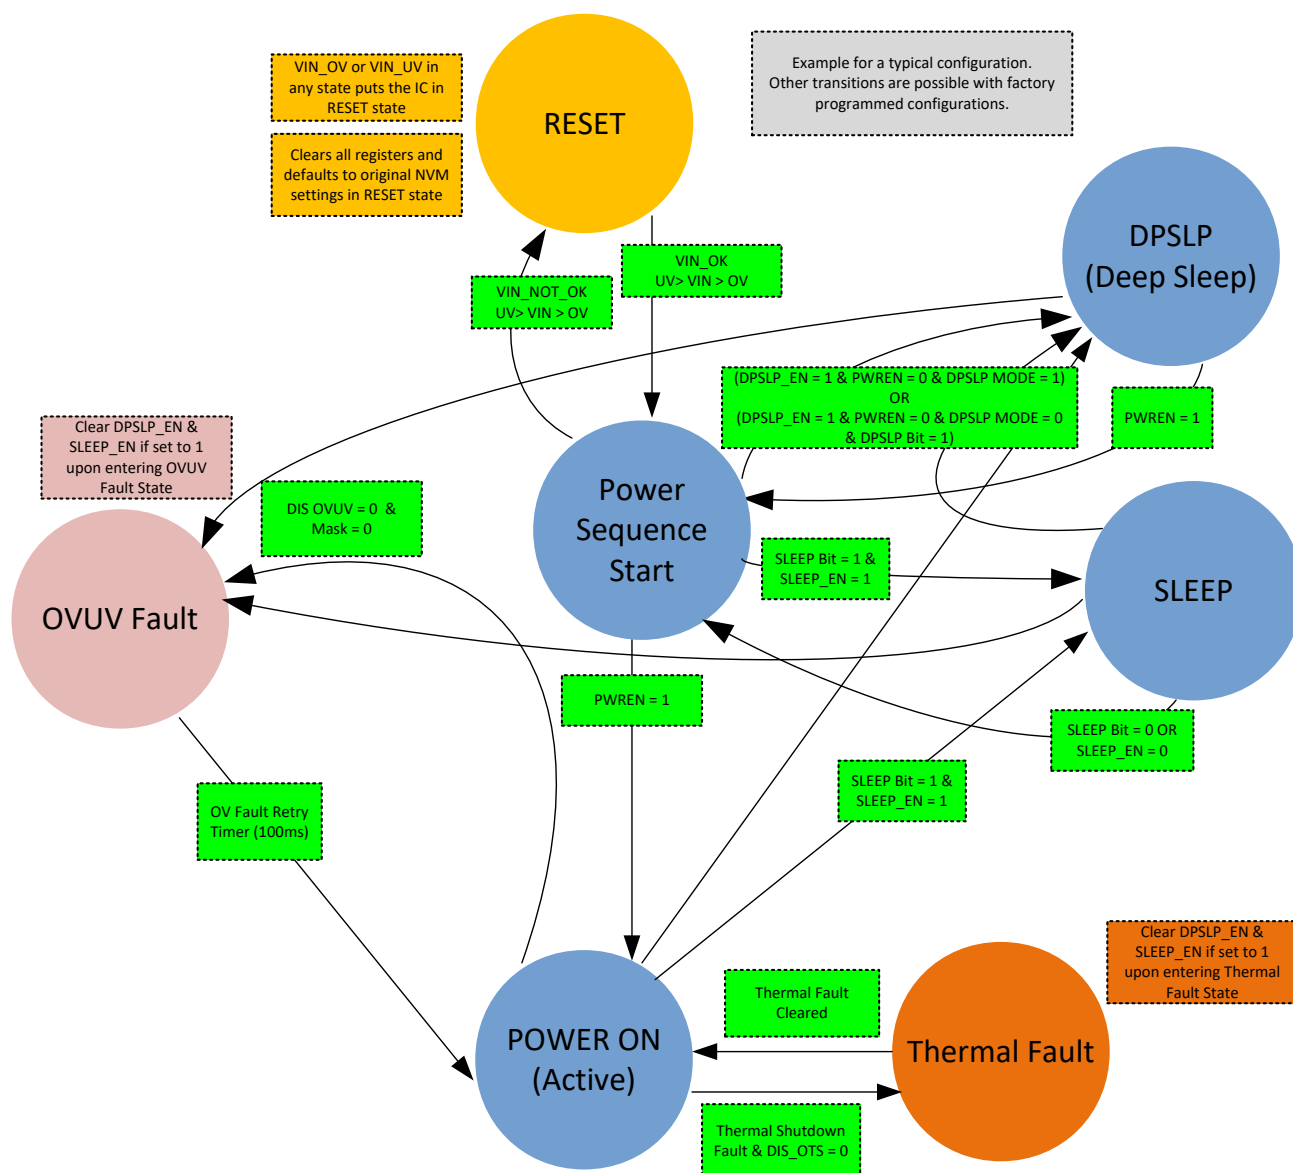 VIN_OV or VIN_UV in
any state puts the IC in
RESET state
Clears all registers and
defaults to original NVM
settings in RESET state
RESET
Example for a typical configuration.
Other transitions are possible with factory
programmed configurations.
DPSLP
(Deep Sleep)
VIN_NOT_OK
UV> VIN > OV
VIN_OK
UV> VIN > OV
(DPSLP_EN = 1 & PWREN = 0 & DPSLP MODE = 1)
OR
(DPSLP_EN = 1 & PWREN = 0 & DPSLP MODE = 0
& DPSLP Bit = 1)
PWREN = 1
Clear DPSLP_EN &
SLEEP_EN if set to 1
upon entering OVUV
Fault State
DIS OVUV = 0 &
Mask = 0
Power
Sequence
Start
SLEEP Bit = 1 &
SLEEP_EN = 1
SLEEP
OVUV Fault
PWREN = 1
SLEEP Bit = 0 OR
SLEEP_EN = 0
SLEEP Bit = 1 &
SLEEP_EN = 1
OV Fault Retry
Timer (100ms)
Clear DPSLP_EN &
SLEEP_EN if set to 1
upon entering Thermal
Fault State
Thermal Fault
Cleared
POWER ON
(Active)
Thermal Fault
Thermal Shutdown
Fault & DIS_OTS = 0